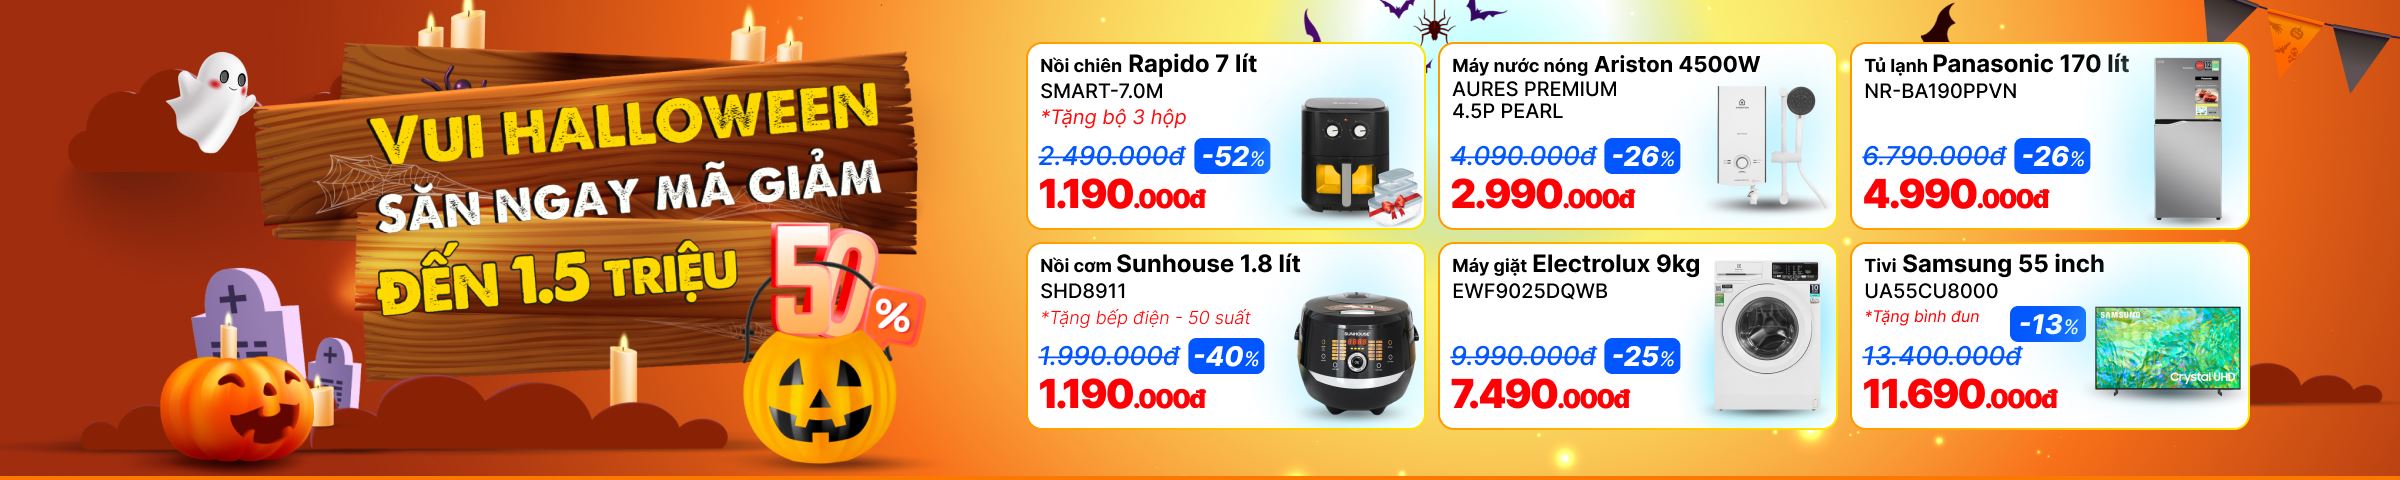 VUI HALLOWEEN
SĂN NGAY MÃ GIẢM
ĐẾN 1.5 TRIỆU
50%
Nồi chiên Rapido 7 lít
SMART-7.0M
*Tặng bộ 3 hộp
2.490.000đ -52%
1.190.000đ
Máy nước nóng Ariston 4500W
AURES PREMIUM
4.5P PEARL
4.090.000đ -26%
2.990.000đ
Tủ lạnh Panasonic 170 lít
NR-BA190PPVN
6.790.000đ -26%
4.990.000đ
Nồi cơm Sunhouse 1.8 lít
SHD8911
*Tặng bếp điện - 50 suất
1.990.000đ -40%
1.190.000đ
SUNHOUSE
Máy giặt Electrolux 9kg
EWF9025DQWB
9.990.000đ -25%
7.490.000đ
Tivi Samsung 55 inch
UA55CU8000
*Tặng bình đun
-13%
13.400.000đ
11.690.000đ
SAMSUNG
Crystal UHD